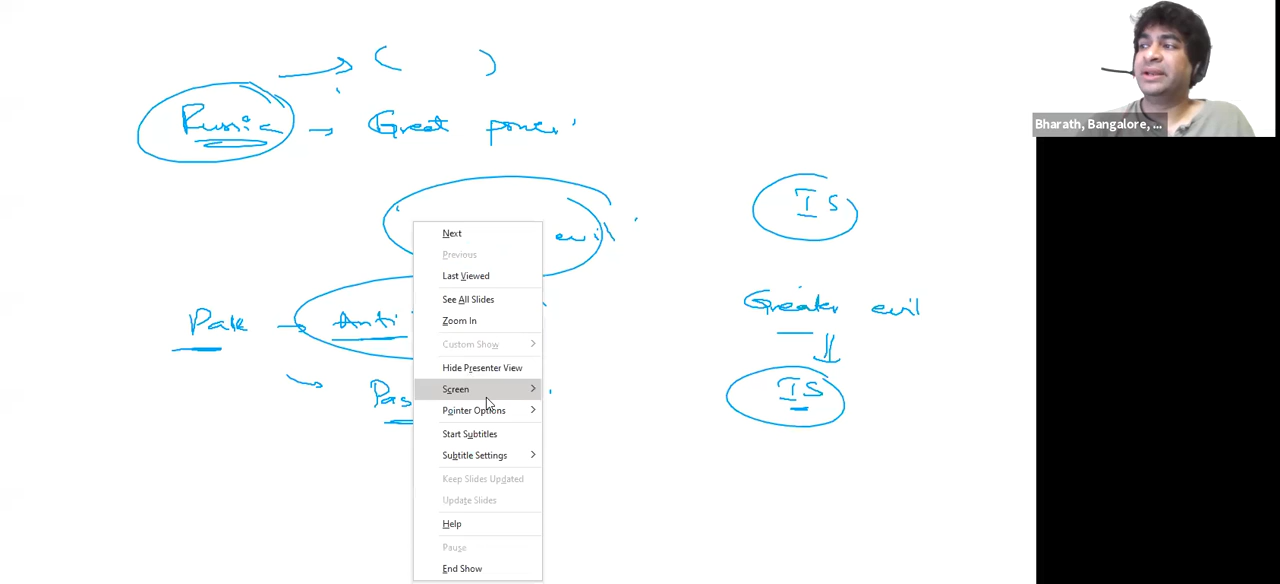 ( )
Russia → Great power
Bharath, Bangalore, ...
evil
IS
Greater evil
Pak → Anti
IS
Next
Previous
Last Viewed
See All Slides
Zoom In
Custom Show
Hide Presenter View
Screen
Pointer Options
Start Subtitles
Subtitle Settings
Keep Slides Updated
Update Slides
Help
Pause
End Show